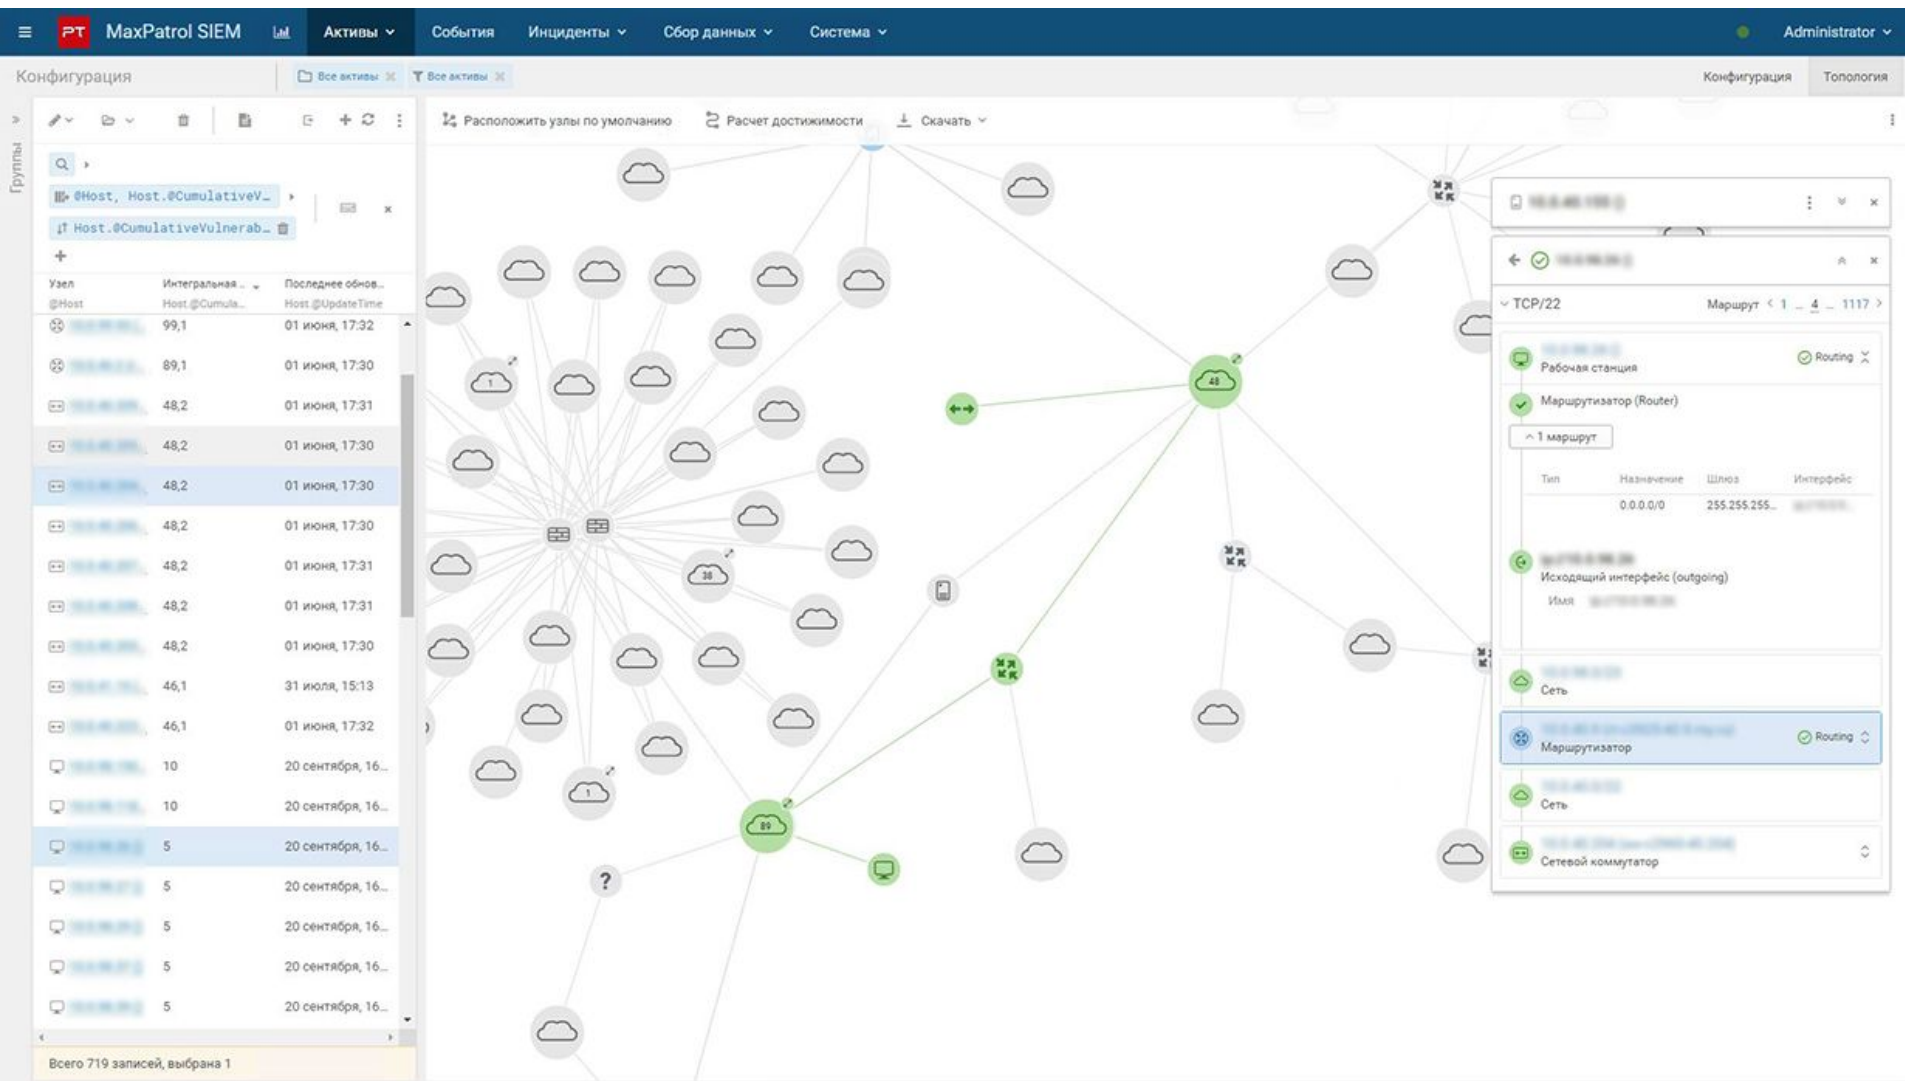 PT MaxPatrol SIEM Активы События Инциденты Сбор данных Система Administrator
Конфигурация Все активы Все активы Конфигурация Топология
Группы
Расположить узлы по умолчанию Расчет достижимости Скачать
@Host, Host.@CumulativeV…
Host.@CumulativeVulnerab…
Узел Интегральная … Последнее обнов…
@Host Host.@Cumula… Host.@UpdateTime
99,1 01 июня, 17:32
89,1 01 июня, 17:30
48,2 01 июня, 17:31
48,2 01 июня, 17:30
48,2 01 июня, 17:30
48,2 01 июня, 17:30
48,2 01 июня, 17:31
48,2 01 июня, 17:31
48,2 01 июня, 17:30
46,1 31 июля, 15:13
46,1 01 июня, 17:32
10 20 сентября, 16…
10 20 сентября, 16…
5 20 сентября, 16…
5 20 сентября, 16…
5 20 сентября, 16…
5 20 сентября, 16…
5 20 сентября, 16…
Всего 719 записей, выбрана 1
1
48
38
1
89
?
TCP/22 Маршрут < 1 … 4 … 1117 >
Routing
Рабочая станция
Маршрутизатор (Router)
1 маршрут
Тип Назначение Шлюз Интерфейс
0.0.0.0/0 255.255.255…
Исходящий интерфейс (outgoing)
Имя
Сеть
Routing
Маршрутизатор
Сеть
Сетевой коммутатор